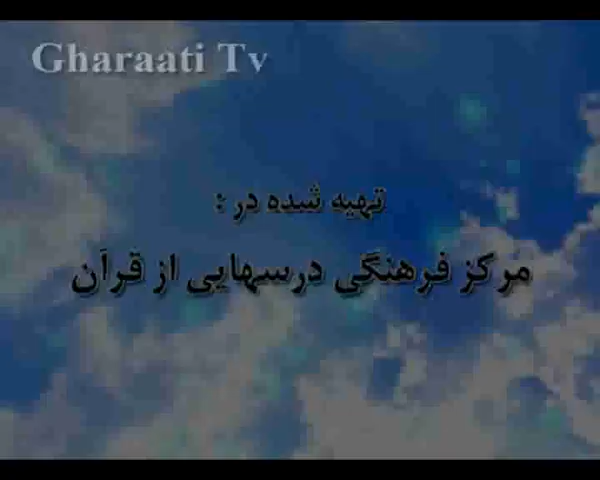 Gharaati Tv
تهیه شده در :
مرکز فرهنگی درسهایی از قرآن